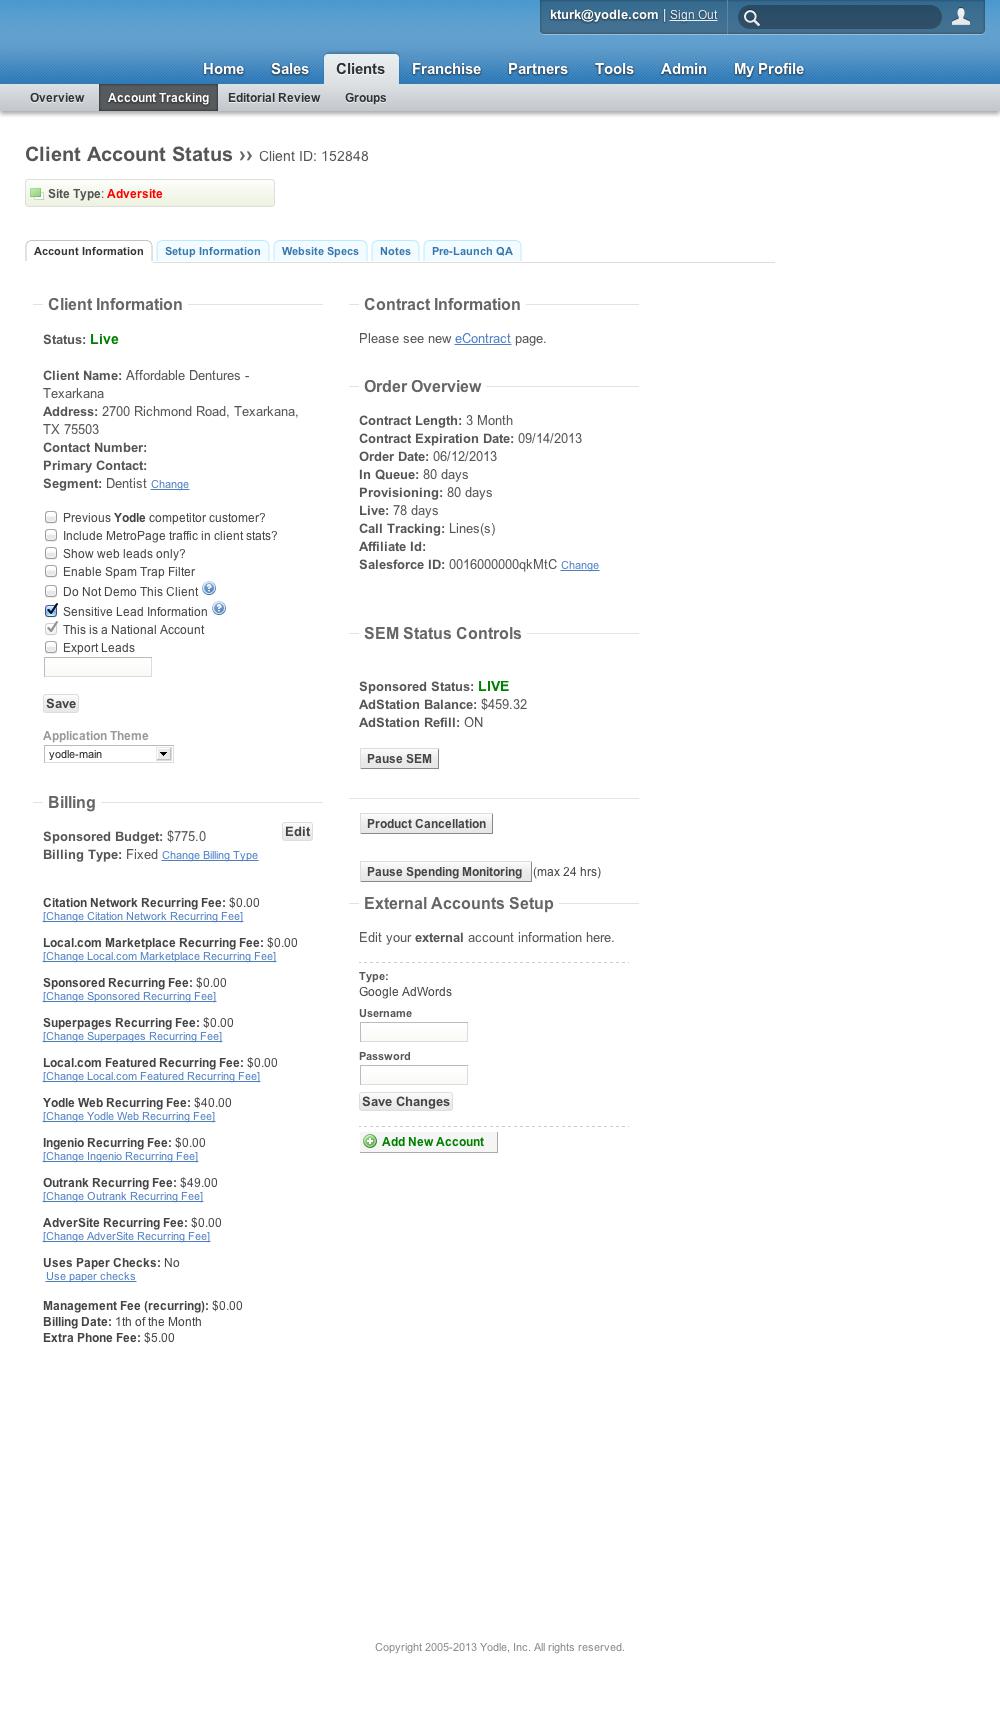 kturk@yodle.com | Sign Out
Home Sales Clients Franchise Partners Tools Admin My Profile
Overview Account Tracking Editorial Review Groups
Client Account Status ›› Client ID: 152848
Site Type: Adversite
Account Information Setup Information Website Specs Notes Pre-Launch QA
Client Information
Status: Live
Client Name: Affordable Dentures -
Texarkana
Address: 2700 Richmond Road, Texarkana,
TX 75503
Contact Number:
Primary Contact:
Segment: Dentist Change
Previous Yodle competitor customer?
Include MetroPage traffic in client stats?
Show web leads only?
Enable Spam Trap Filter
Do Not Demo This Client ?
Sensitive Lead Information ?
This is a National Account
Export Leads
Save
Application Theme
yodle-main
Billing
Edit
Sponsored Budget: $775.0
Billing Type: Fixed Change Billing Type
Citation Network Recurring Fee: $0.00
[Change Citation Network Recurring Fee]
Local.com Marketplace Recurring Fee: $0.00
[Change Local.com Marketplace Recurring Fee]
Sponsored Recurring Fee: $0.00
[Change Sponsored Recurring Fee]
Superpages Recurring Fee: $0.00
[Change Superpages Recurring Fee]
Local.com Featured Recurring Fee: $0.00
[Change Local.com Featured Recurring Fee]
Yodle Web Recurring Fee: $40.00
[Change Yodle Web Recurring Fee]
Ingenio Recurring Fee: $0.00
[Change Ingenio Recurring Fee]
Outrank Recurring Fee: $49.00
[Change Outrank Recurring Fee]
AdverSite Recurring Fee: $0.00
[Change AdverSite Recurring Fee]
Uses Paper Checks: No
Use paper checks
Management Fee (recurring): $0.00
Billing Date: 1th of the Month
Extra Phone Fee: $5.00
Contract Information
Please see new eContract page.
Order Overview
Contract Length: 3 Month
Contract Expiration Date: 09/14/2013
Order Date: 06/12/2013
In Queue: 80 days
Provisioning: 80 days
Live: 78 days
Call Tracking: Lines(s)
Affiliate Id:
Salesforce ID: 0016000000qkMtC Change
SEM Status Controls
Sponsored Status: LIVE
AdStation Balance: $459.32
AdStation Refill: ON
Pause SEM
Product Cancellation
Pause Spending Monitoring (max 24 hrs)
External Accounts Setup
Edit your external account information here.
Type:
Google AdWords
Username
Password
Save Changes
Add New Account
Copyright 2005-2013 Yodle, Inc. All rights reserved.